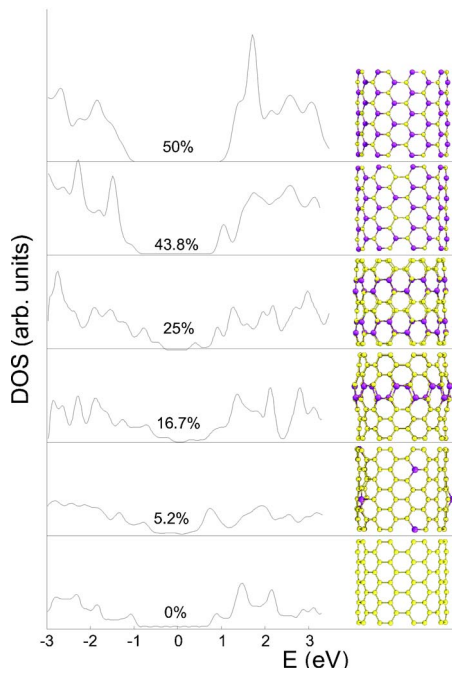 50%
43.8%
25%
16.7%
5.2%
0%
DOS (arb. units)
-3 -2 -1 0 1 2 3
E (eV)